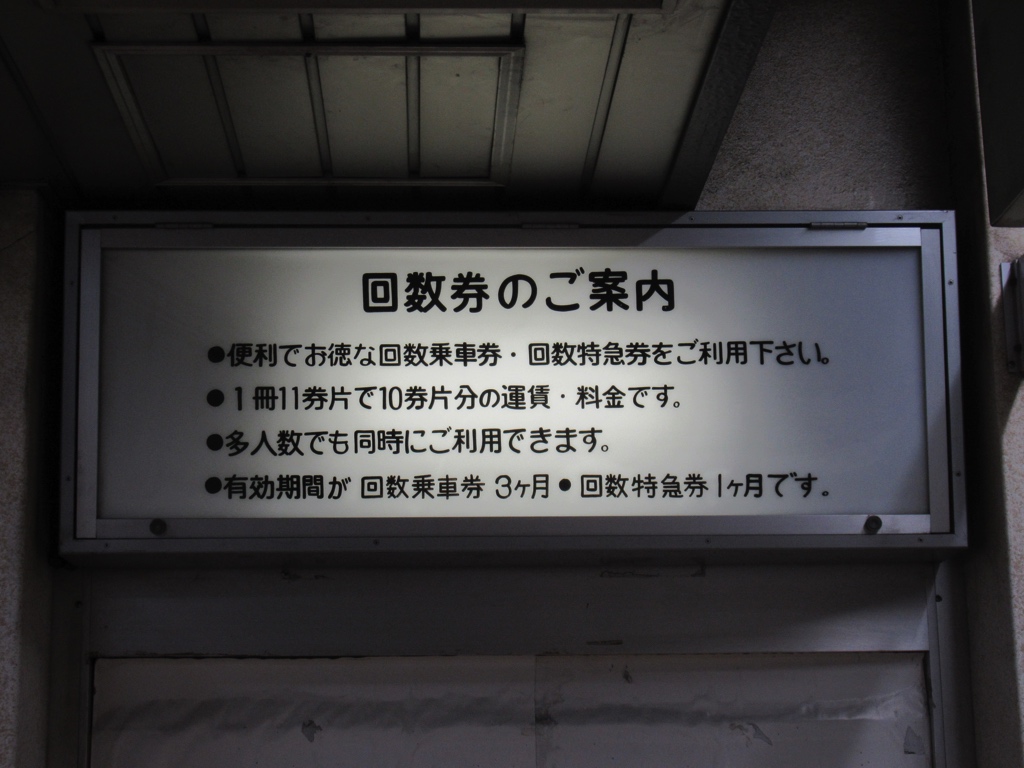 回数券のご案内
●便利でお徳な回数乗車券・回数特急券をご利用下さい。
●1冊11券片で10券片分の運賃・料金です。
●多人数でも同時にご利用できます。
●有効期間が 回数乗車券 3ヶ月●回数特急券1ヶ月です。